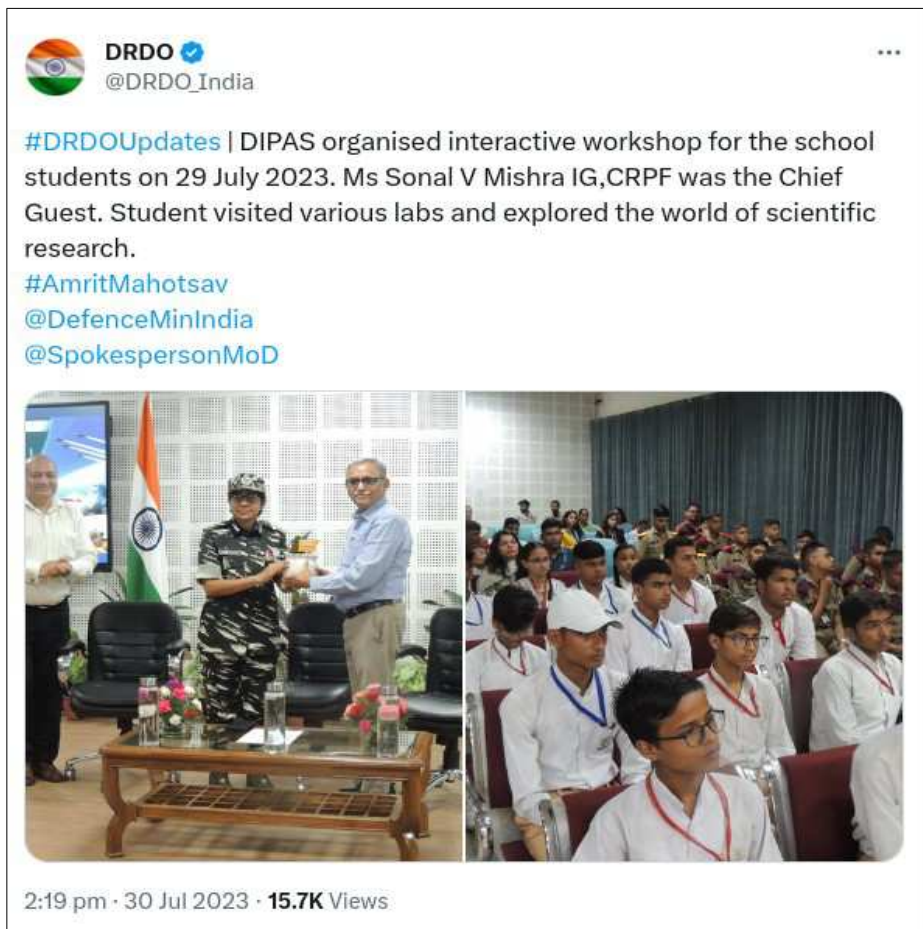 DRDO
@DRDO_India
#DRDOUpdates | DIPAS organised interactive workshop for the school
students on 29 July 2023. Ms Sonal V Mishra IG,CRPF was the Chief
Guest. Student visited various labs and explored the world of scientific
research.
#AmritMahotsav
@DefenceMinIndia
@SpokespersonMoD
2:19 pm · 30 Jul 2023 · 15.7K Views